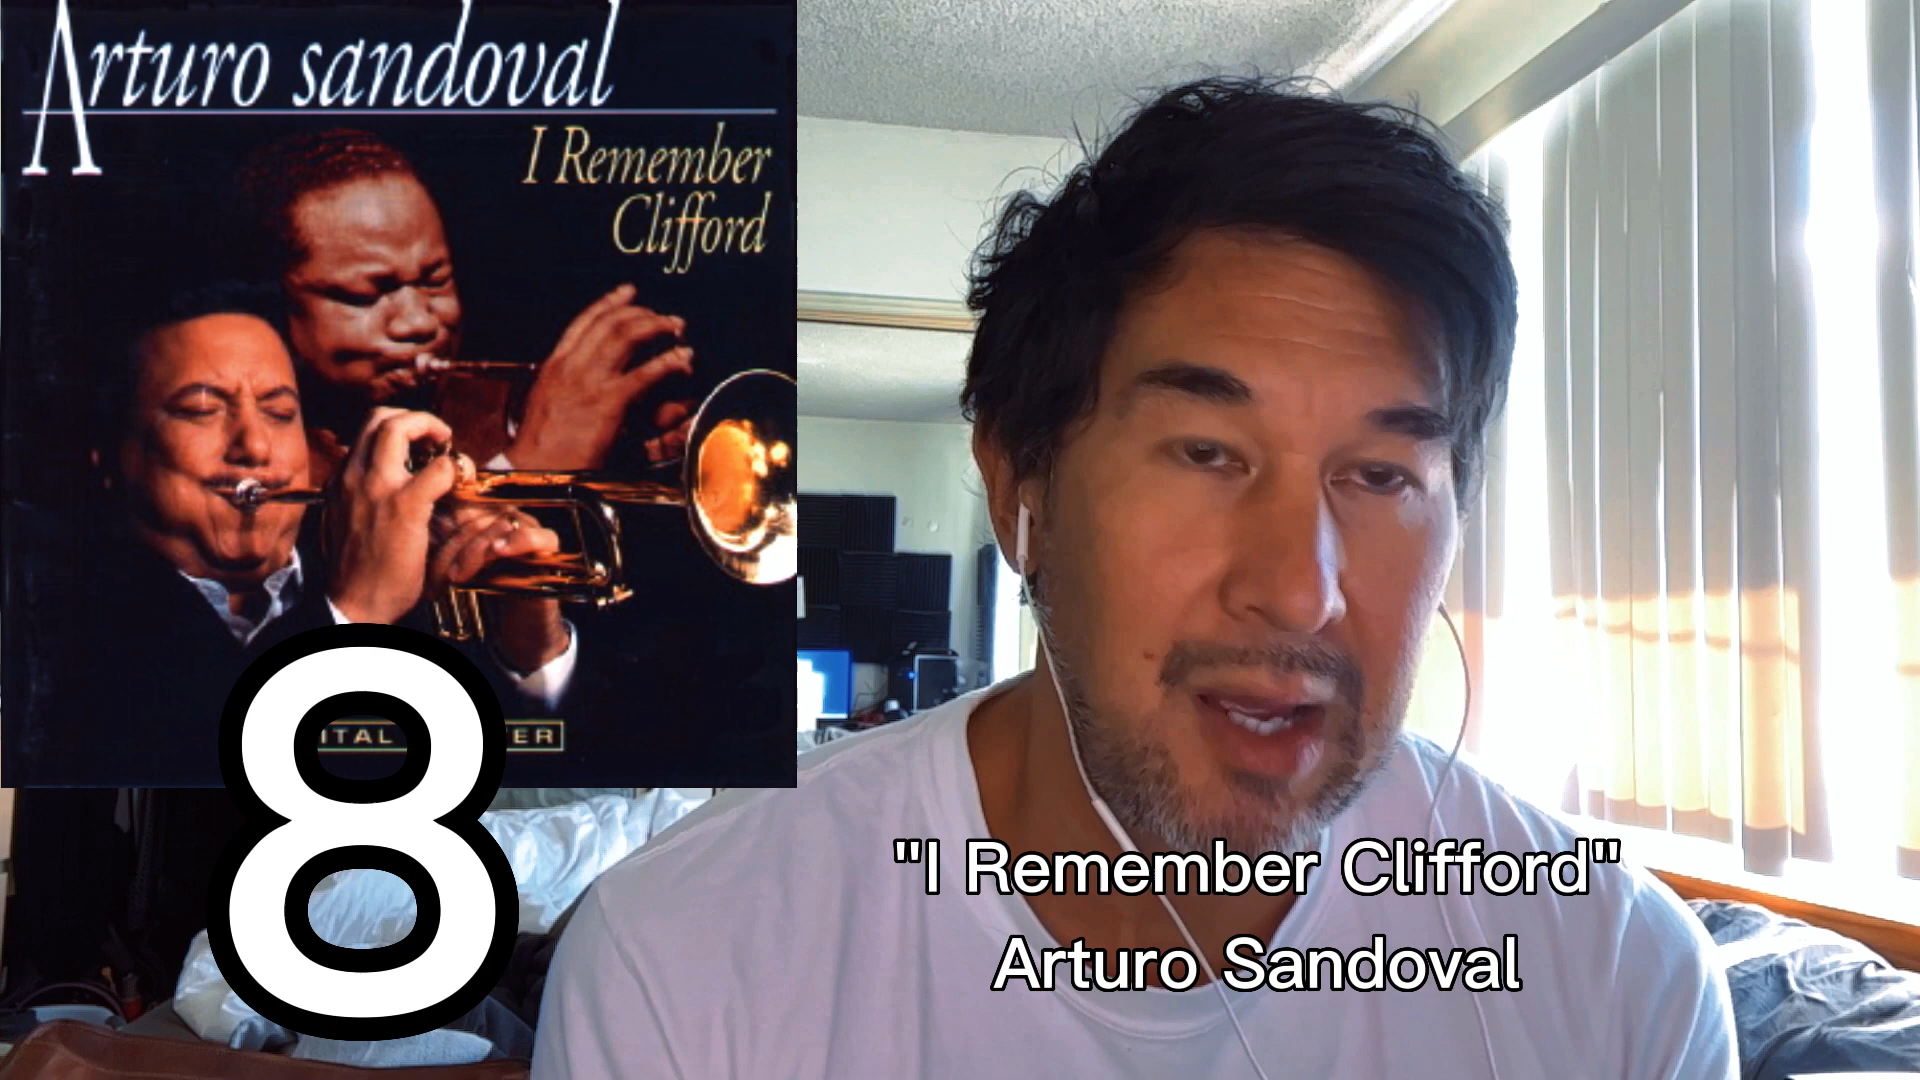 Arturo sandoval
I Remember
Clifford
ITAL ER
8
"I Remember Clifford"
Arturo Sandoval